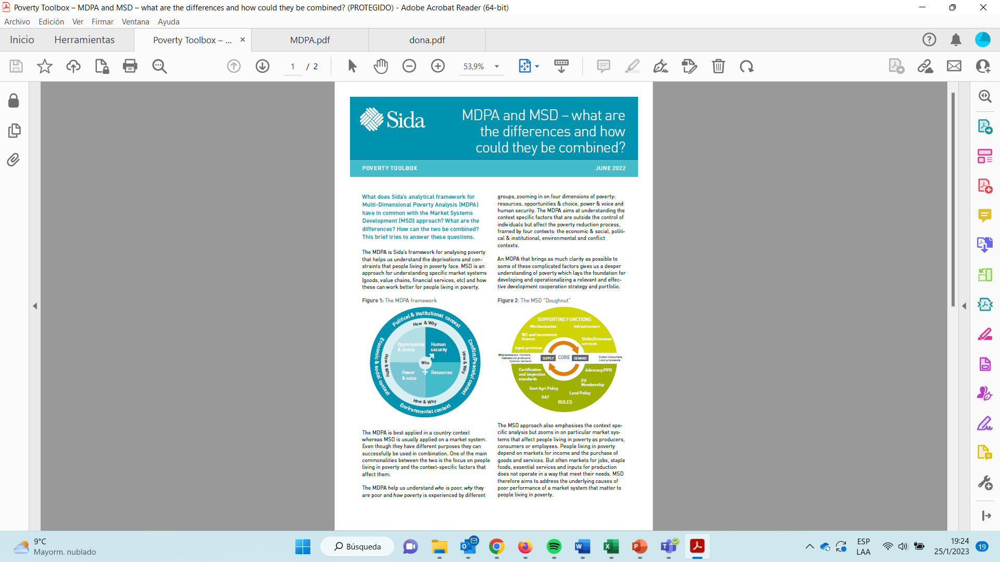 Poverty Toolbox – MDPA and MSD – what are the differences and how could they be combined? (PROTEGIDO) - Adobe Acrobat Reader (64-bit)
Archivo Edición Ver Firmar Ventana Ayuda
Inicio Herramientas Poverty Toolbox – ... × MDPA.pdf dona.pdf
1 / 2 53,9%
Sida
MDPA and MSD – what are
the differences and how
could they be combined?
POVERTY TOOLBOX JUNE 2022
What does Sida's analytical framework for
Multi-Dimensional Poverty Analysis (MDPA)
have in common with the Market Systems
Development (MSD) approach? What are the
differences? How can the two be combined?
This brief tries to answer these questions.
The MDPA is Sida's framework for analysing poverty
that helps us understand the deprivations and con-
straints that people living in poverty face. MSD is an
approach for understanding specific market systems
(goods, value chains, financial services, etc) and how
these can work better for people living in poverty.
Figure 1: The MDPA framework
Political & institutional context
How & Why
Economic & social context
How & Why
Opportunities
& choice
Human
security
Who
Power
& voice
Resources
How & Why
Conflict/Peaceful context
How & Why
Environmental context
The MDPA is best applied in a country context
whereas MSD is usually applied on a market system.
Even though they have different purposes they can
successfully be used in combination. One of the main
commonalities between the two is the focus on people
living in poverty and the context-specific factors that
affect them.
The MDPA help us understand who is poor, why they
are poor and how poverty is experienced by different
groups, zooming in on four dimensions of poverty:
resources, opportunities & choice, power & voice and
human security. The MDPA aims at understanding the
context specific factors that are outside the control of
individuals but affect the poverty reduction process,
framed by four contexts: the economic & social, politi-
cal & institutional, environmental and conflict
contexts.
An MDPA that brings as much clarity as possible to
some of these complicated factors gives us a deeper
understanding of poverty which lays the foundation for
developing and operationalizing a relevant and effec-
tive development cooperation strategy and portfolio.
Figure 2: The MSD "Doughnut"
SUPPORTING FUNCTIONS
Mechanisation Infrastructure
WC and Investment
finance
Skills/Extension
services
Input provision
Wild harvesters, Farmers,
Commercial producers,
Contract farmers
SUPPLY CORE DEMAND
Global Consumers,
Local processors
Certification
and inspection
standards
Advocacy/PPD
EU
Membership
Govt Agri Policy
Land Policy
VAT
RULES
The MSD approach also emphasises the context spe-
cific analysis but zooms in on particular market sys-
tems that affect people living in poverty as producers,
consumers or employees. People living in poverty
depend on markets for income and the purchase of
goods and services. But often markets for jobs, staple
foods, essential services and inputs for production
does not operate in a way that meet their needs. MSD
therefore aims to address the underlying causes of
poor performance of a market system that matter to
people living in poverty.
9°C
Mayorm. nublado
Búsqueda
ESP
LAA
19:24
25/1/2023
19